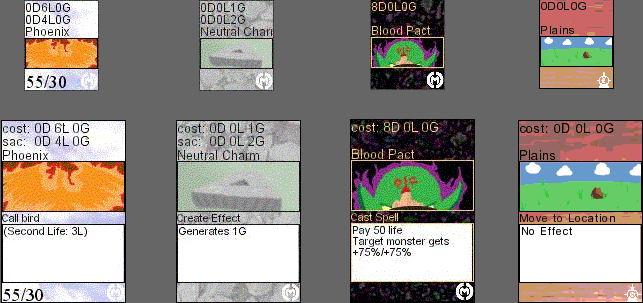 0D6L0G
0D4L0G
Phoenix
55/30
0D0L1G
0D0L2G
Neutral Charm
8D0L0G
Blood Pact
0D0L0G
Plains
cost: 0D 6L 0G
sac: 0D 4L 0G
Phoenix
Call bird
(Second Life: 3L)
55/30
cost: 0D 0L 1G
sac: 0D 0L 2G
Neutral Charm
Create Effect
Generates 1G
cost: 8D 0L 0G
Blood Pact
Cast Spell
Pay 50 life
Target monster gets
+75%/+75%
cost: 0D 0L 0G
Plains
Move to Location
No Effect